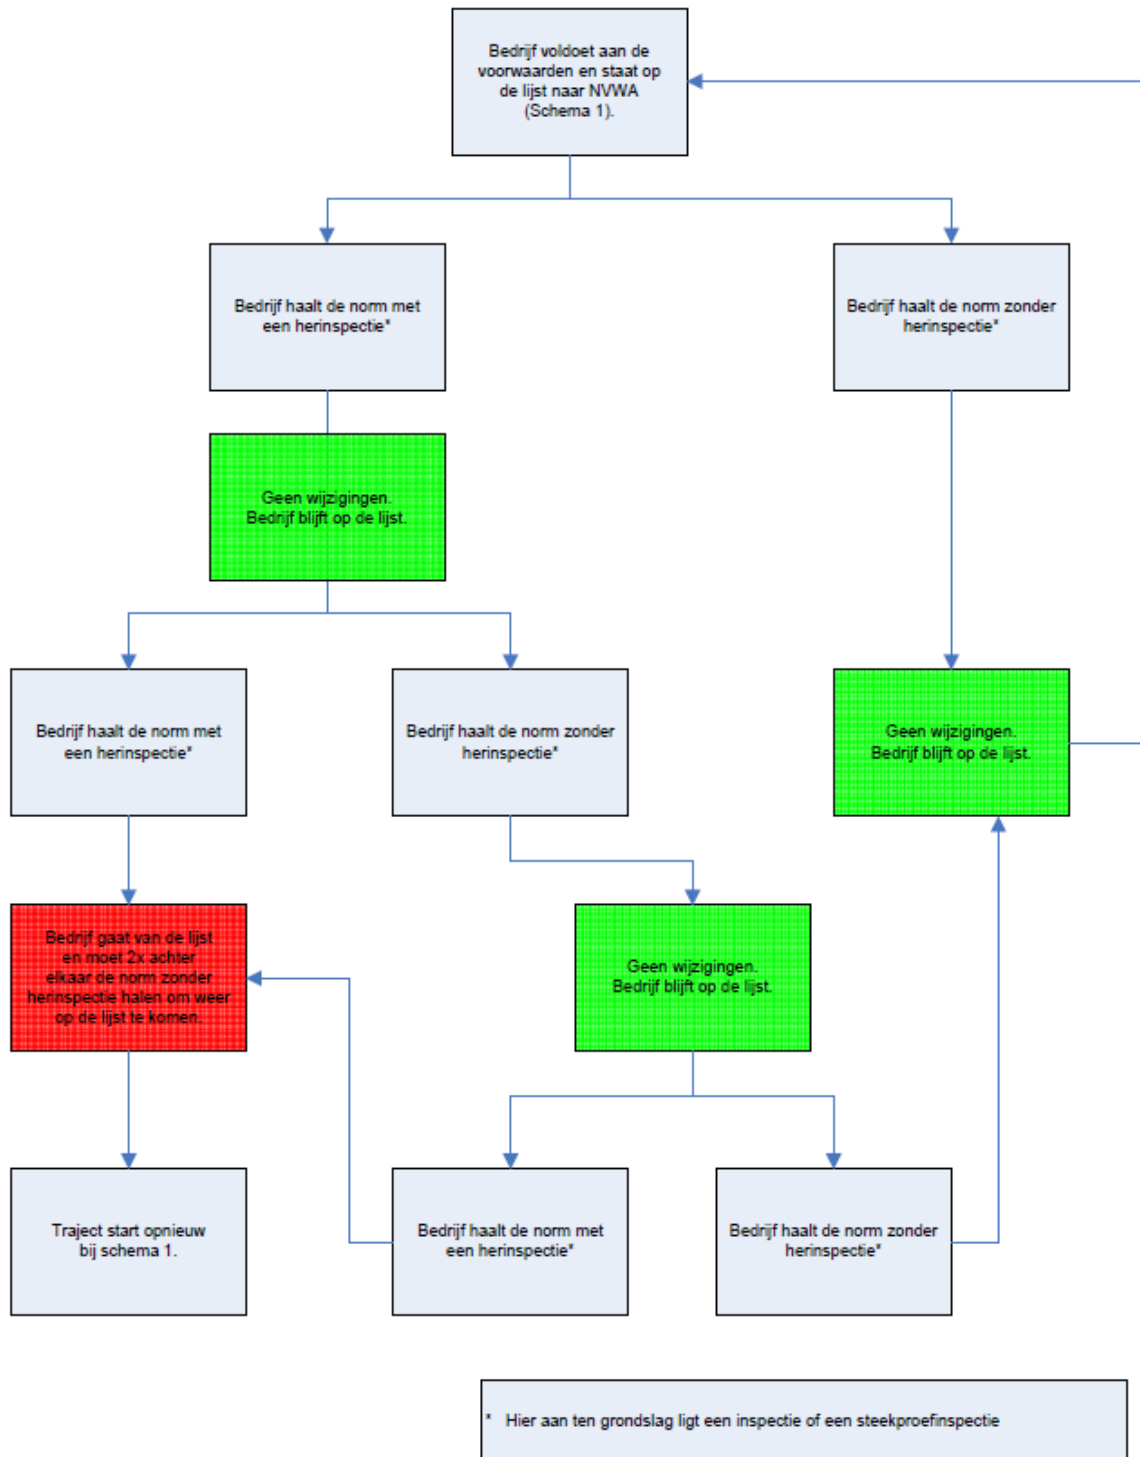 Bedrijf voldoet aan de
voorwaarden en staat op
de lijst naar NVWA
(Schema 1).
Bedrijf haalt de norm met
een herinspectie*
Bedrijf haalt de norm zonder
herinspectie*
Geen wijzigingen.
Bedrijf blijft op de lijst.
Bedrijf haalt de norm met
een herinspectie*
Bedrijf haalt de norm zonder
herinspectie*
Geen wijzigingen.
Bedrijf blijft op de lijst.
Bedrijf gaat van de lijst
en moet 2x achter
elkaar de norm zonder
herinspectie halen om weer
op de lijst te komen.
Geen wijzigingen.
Bedrijf blijft op de lijst.
Traject start opnieuw
bij schema 1.
Bedrijf haalt de norm met
een herinspectie*
Bedrijf haalt de norm zonder
herinspectie*
* Hier aan ten grondslag ligt een inspectie of een steekproefinspectie